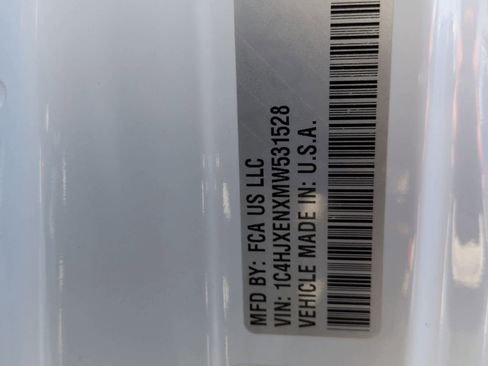 MFD BY: FCA US LLC
VIN: 1C4HJXENXMW531528
VEHICLE MADE IN: U.S.A.